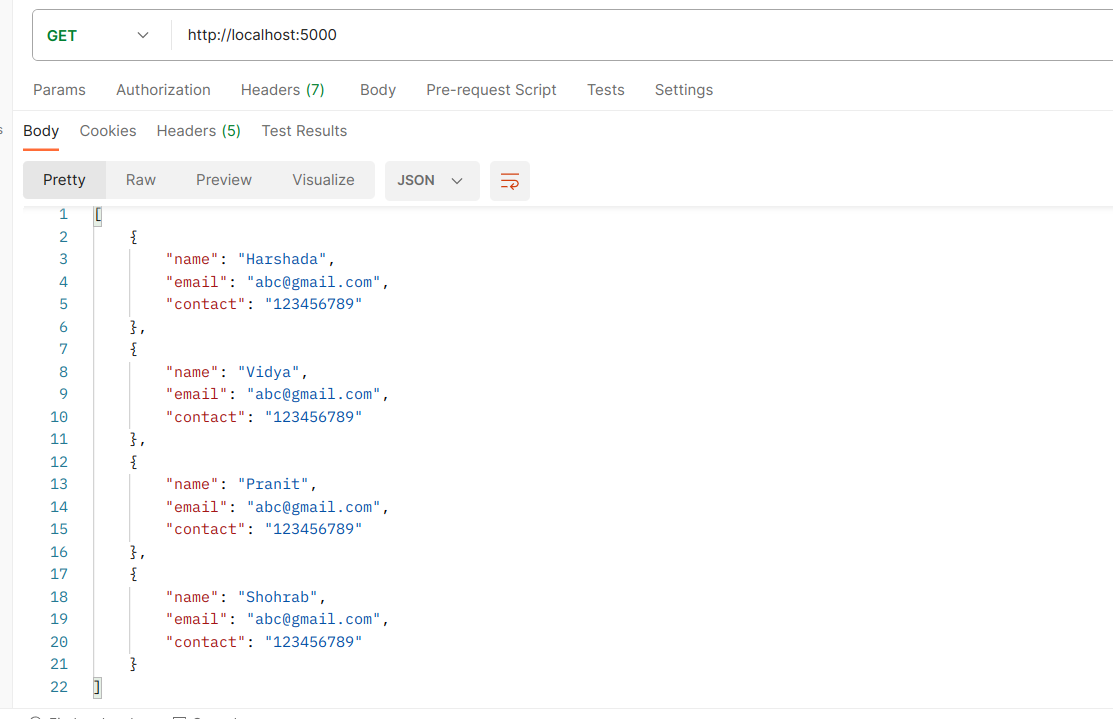 GET http://localhost:5000
Params Authorization Headers (7) Body Pre-request Script Tests Settings
Body Cookies Headers (5) Test Results
Pretty Raw Preview Visualize JSON
1 [
2 {
3 "name": "Harshada",
4 "email": "abc@gmail.com",
5 "contact": "123456789"
6 },
7 {
8 "name": "Vidya",
9 "email": "abc@gmail.com",
10 "contact": "123456789"
11 },
12 {
13 "name": "Pranit",
14 "email": "abc@gmail.com",
15 "contact": "123456789"
16 },
17 {
18 "name": "Shohrab",
19 "email": "abc@gmail.com",
20 "contact": "123456789"
21 }
22 ]